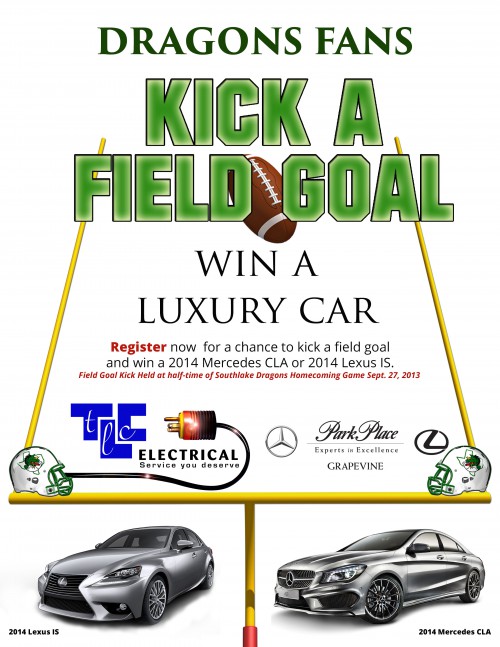 DRAGONS FANS
KICK A
FIELD GOAL
WIN A
LUXURY CAR
Register now for a chance to kick a field goal
and win a 2014 Mercedes CLA or 2014 Lexus IS.
Field Goal Kick Held at half-time of Southlake Dragons Homecoming Game Sept. 27, 2013
tlc
ELECTRICAL
Service you deserve
Park Place
Experts in Excellence
GRAPEVINE
2014 Lexus IS
2014 Mercedes CLA